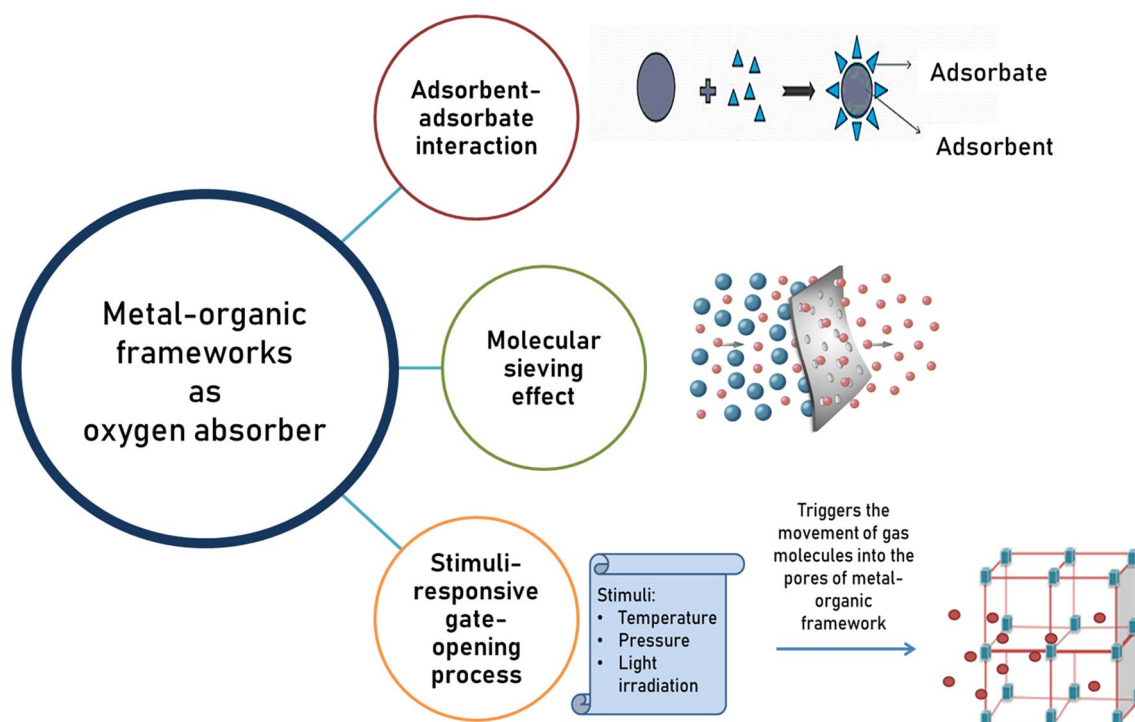 Metal-organic
frameworks
as
oxygen absorber
Adsorbent-
adsorbate
interaction
Adsorbate
Adsorbent
Molecular
sieving
effect
Stimuli-
responsive
gate-
opening
process
Stimuli:
• Temperature
• Pressure
• Light
irradiation
Triggers the
movement of gas
molecules into the
pores of metal-
organic
framework